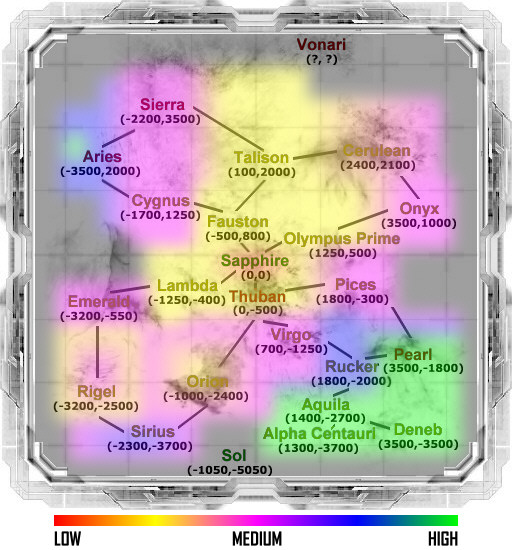 Vonari
(?, ?)
Sierra
(-2200,3500)
Aries
(-3500,2000)
Tallson
(100,2000)
Cerulean
(2400,2100)
Cygnus
(-1700,1250)
Onyx
(3500,1000)
Fauston
(-500,800)
Olympus Prime
(1250,500)
Sapphire
(0,0)
Lambda
(-1250,-400)
Thuban
(0,-500)
Pices
(1800,-300)
Emerald
(-3200,-550)
Virgo
(700,-1250)
Rucker
(1800,-2000)
Pearl
(3500,-1800)
Rigel
(-3200,-2500)
Orion
(-1000,-2400)
Aquila
(1400,-2700)
Sirius
(-2300,-3700)
Alpha Centauri
(1300,-3700)
Deneb
(3500,-3500)
Sol
(-1050,-5050)
LOW MEDIUM HIGH